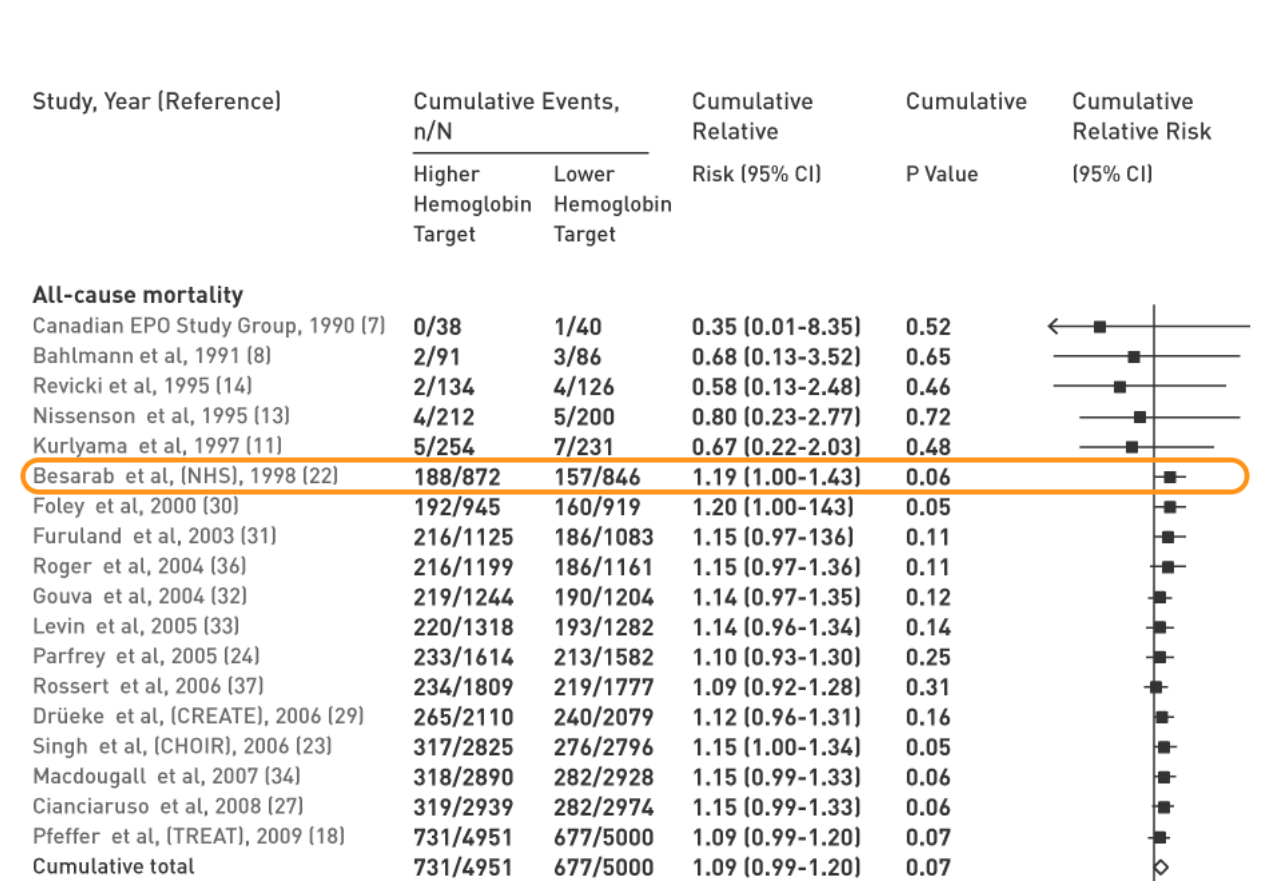 Study, Year (Reference) Cumulative Events, Cumulative Cumulative Cumulative
n/N Relative Relative Risk
Higher Lower Risk (95% CI) P Value (95% CI)
Hemoglobin Hemoglobin
Target Target
All-cause mortality
Canadian EPO Study Group, 1990 (7) 0/38 1/40 0.35 (0.01-8.35) 0.52
Bahlmann et al, 1991 (8) 2/91 3/86 0.68 (0.13-3.52) 0.65
Revicki et al, 1995 (14) 2/134 4/126 0.58 (0.13-2.48) 0.46
Nissenson et al, 1995 (13) 4/212 5/200 0.80 (0.23-2.77) 0.72
Kurlyama et al, 1997 (11) 5/254 7/231 0.67 (0.22-2.03) 0.48
Besarab et al, (NHS), 1998 (22) 188/872 157/846 1.19 (1.00-1.43) 0.06
Foley et al, 2000 (30) 192/945 160/919 1.20 (1.00-143) 0.05
Furuland et al, 2003 (31) 216/1125 186/1083 1.15 (0.97-136) 0.11
Roger et al, 2004 (36) 216/1199 186/1161 1.15 (0.97-1.36) 0.11
Gouva et al, 2004 (32) 219/1244 190/1204 1.14 (0.97-1.35) 0.12
Levin et al, 2005 (33) 220/1318 193/1282 1.14 (0.96-1.34) 0.14
Parfrey et al, 2005 (24) 233/1614 213/1582 1.10 (0.93-1.30) 0.25
Rossert et al, 2006 (37) 234/1809 219/1777 1.09 (0.92-1.28) 0.31
Drüeke et al, (CREATE), 2006 (29) 265/2110 240/2079 1.12 (0.96-1.31) 0.16
Singh et al, (CHOIR), 2006 (23) 317/2825 276/2796 1.15 (1.00-1.34) 0.05
Macdougall et al, 2007 (34) 318/2890 282/2928 1.15 (0.99-1.33) 0.06
Cianciaruso et al, 2008 (27) 319/2939 282/2974 1.15 (0.99-1.33) 0.06
Pfeffer et al, (TREAT), 2009 (18) 731/4951 677/5000 1.09 (0.99-1.20) 0.07
Cumulative total 731/4951 677/5000 1.09 (0.99-1.20) 0.07